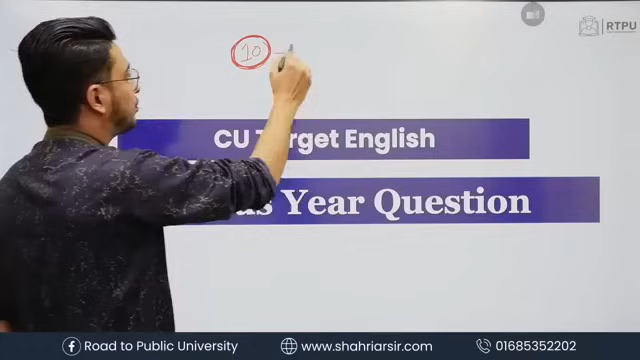 10
RTPU
CU Target English
Year Question
Road to Public University
www.shahriarsir.com
01685352202